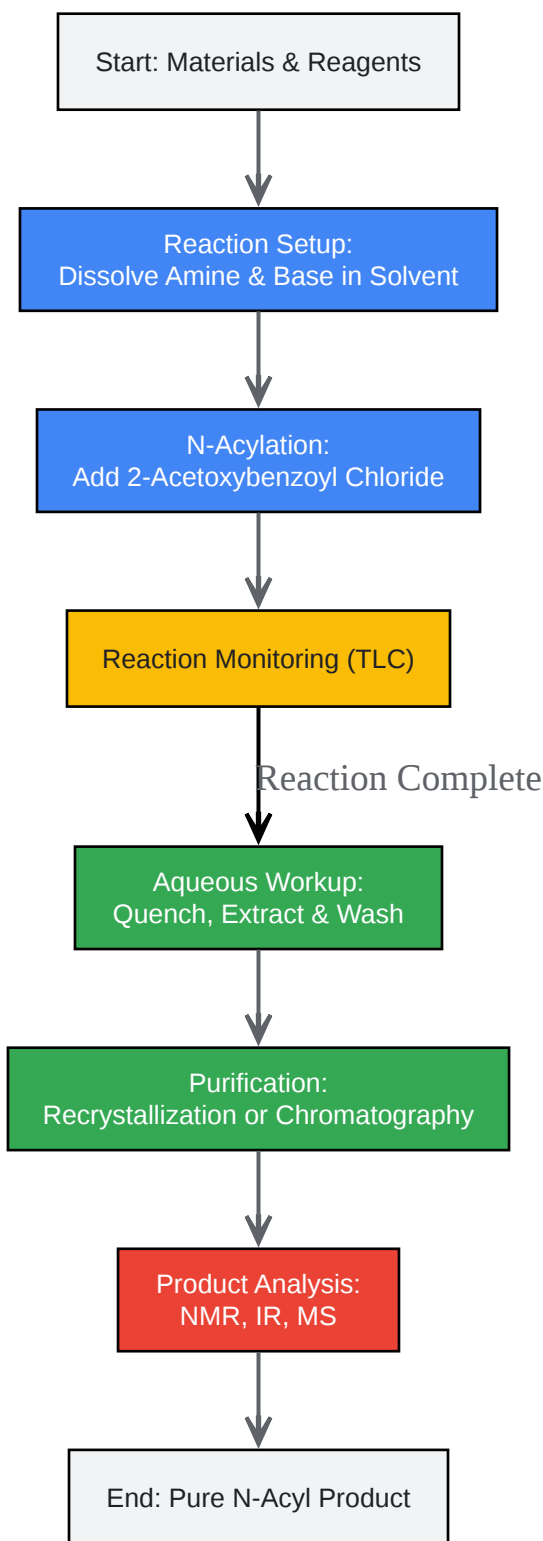 Start: Materials & Reagents
Reaction Setup:
Dissolve Amine & Base in Solvent
N-Acylation:
Add 2-Acetoxybenzoyl Chloride
Reaction Monitoring (TLC)
Reaction Complete
Aqueous Workup:
Quench, Extract & Wash
Purification:
Recrystallization or Chromatography
Product Analysis:
NMR, IR, MS
End: Pure N-Acyl Product